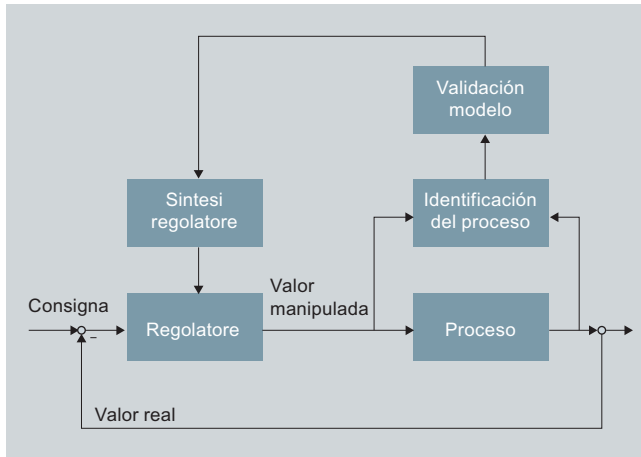 Validación
modelo
Sintesi
regolatore
Identificación
del proceso
Consigna
Valor
manipulada
–
Regolatore
Proceso
Valor real